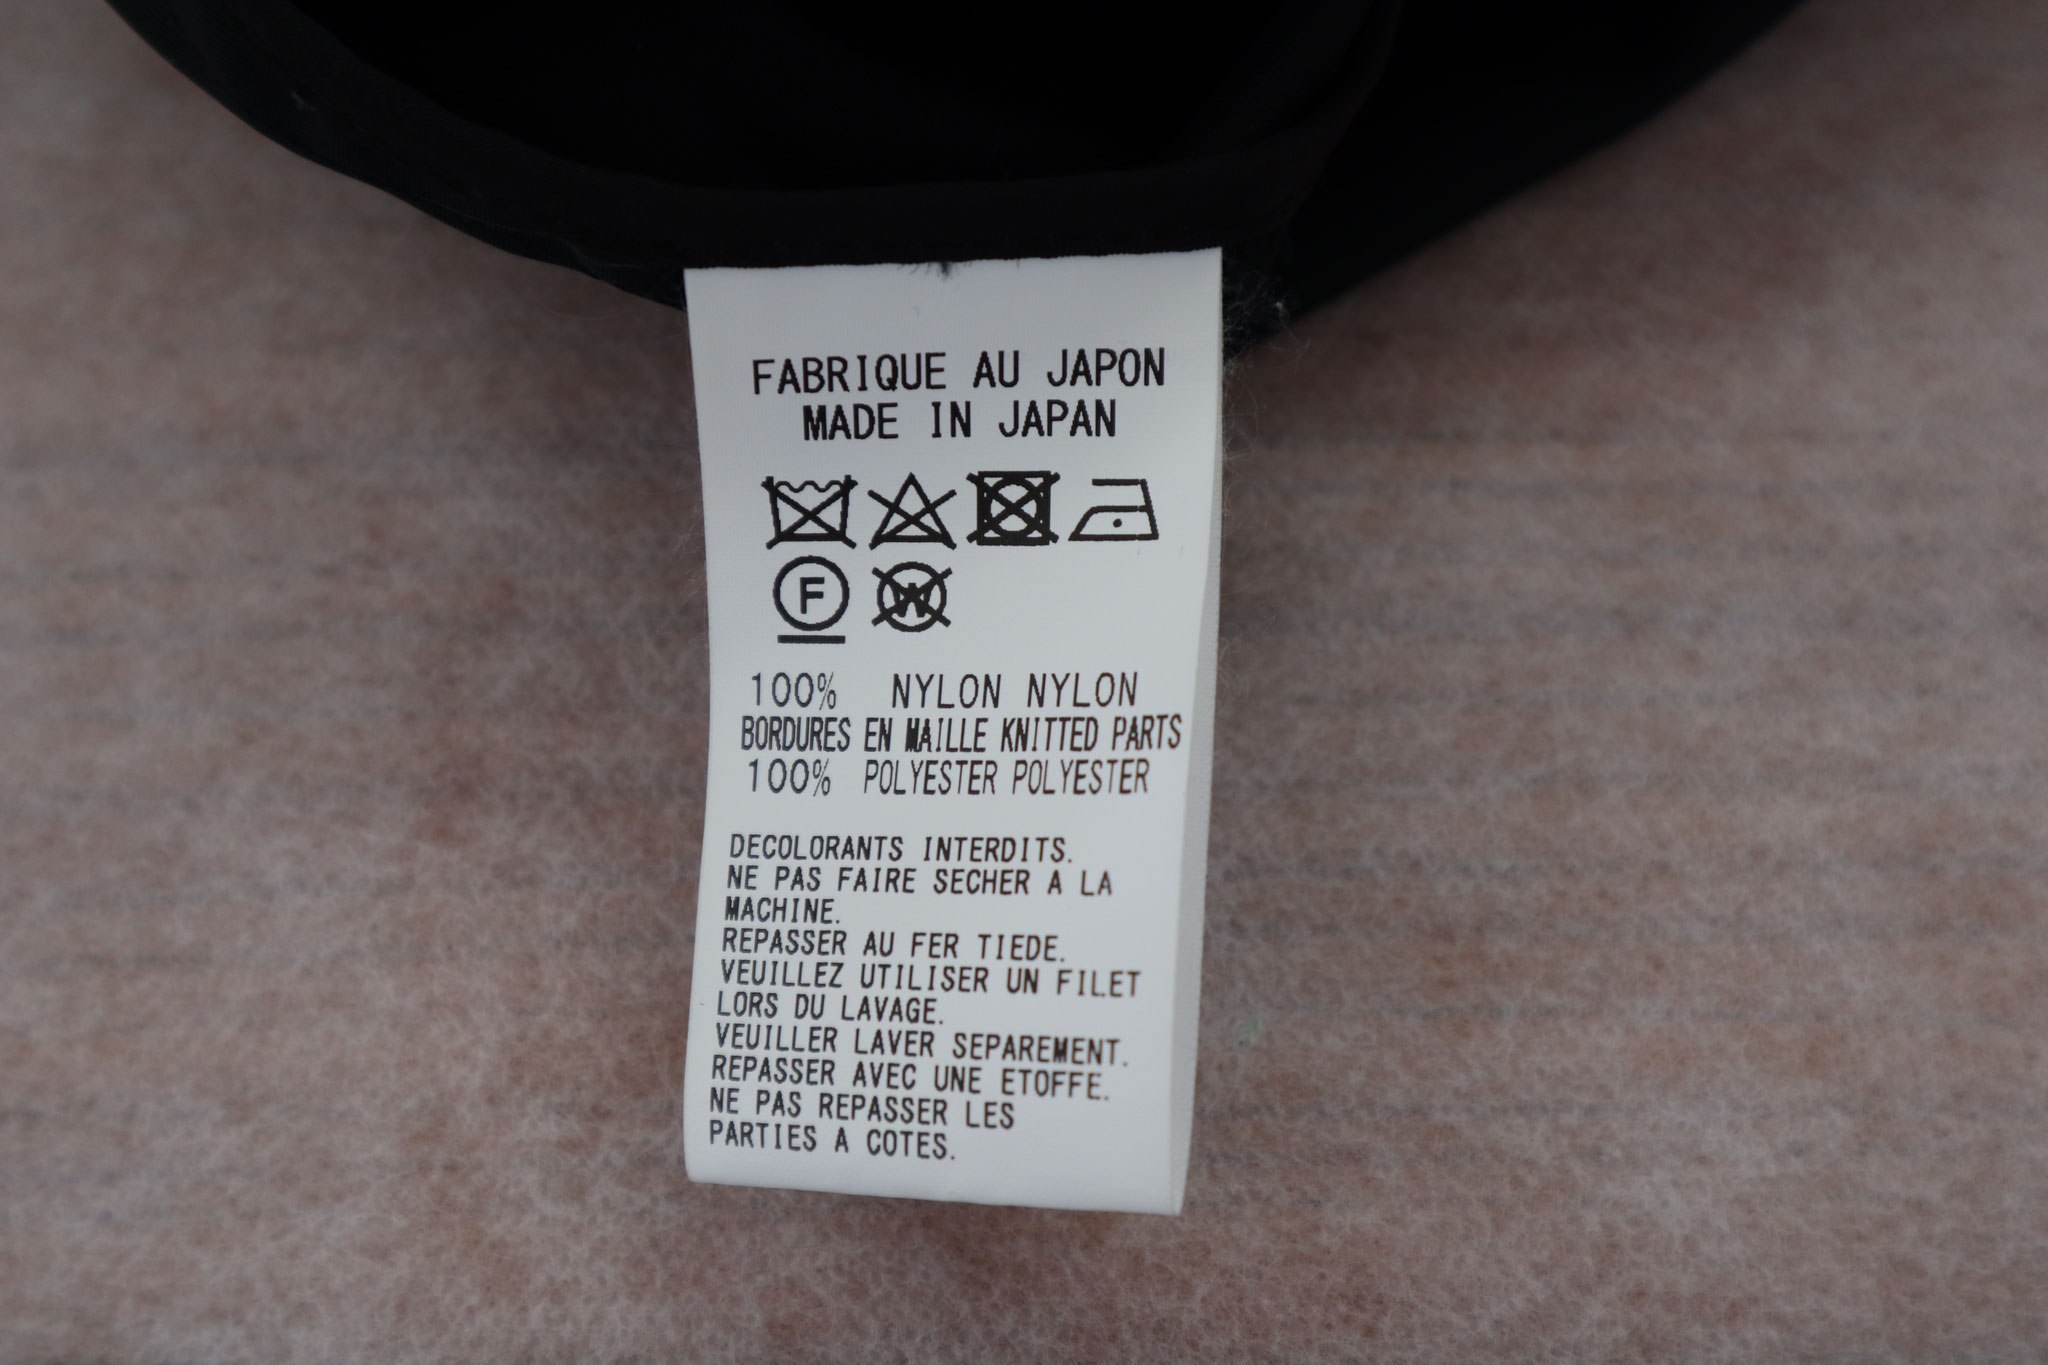 FABRIQUE AU JAPON
MADE IN JAPAN
F W
100% NYLON NYLON
BORDURES EN MAILLE KNITTED PARTS
100% POLYESTER POLYESTER
DECOLORANTS INTERDITS.
NE PAS FAIRE SECHER A LA
MACHINE.
REPASSER AU FER TIEDE.
VEUILLEZ UTILISER UN FILET
LORS DU LAVAGE.
VEUILLER LAVER SEPAREMENT.
REPASSER AVEC UNE ETOFFE.
NE PAS REPASSER LES
PARTIES A COTES.